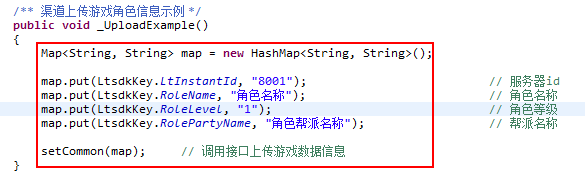 /** 渠道上传游戏角色信息示例 */
public void _UploadExample()
{
Map<String, String> map = new HashMap<String, String>();
map.put(LtsdkKey.LtInstantId, "8001"); // 服务器id
map.put(LtsdkKey.RoleName, "角色名称"); // 角色名称
map.put(LtsdkKey.RoleLevel, "1"); // 角色等级
map.put(LtsdkKey.RolePartyName, "角色帮派名称"); // 帮派名称
setCommon(map); // 调用接口上传游戏数据信息
}